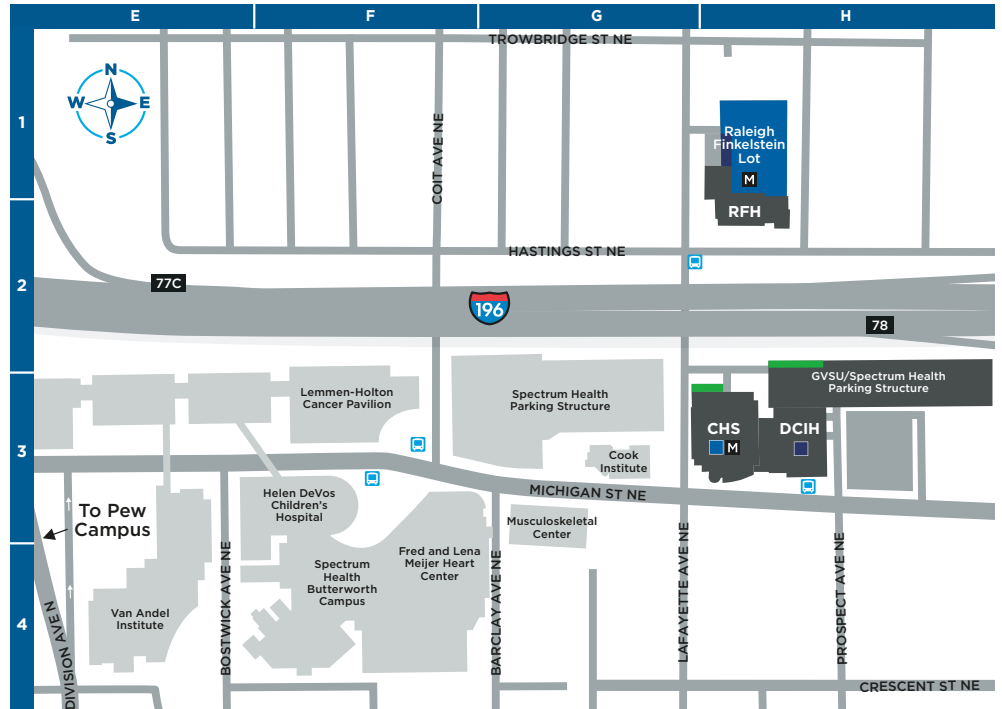 E
F
G
H
TROWBRIDGE ST NE
N
W
E
S
1
COIT AVE NE
Raleigh
Finkelstein
Lot
M
RFH
HASTINGS ST NE
2
77C
196
78
Lemmen-Holton
Cancer Pavilion
Spectrum Health
Parking Structure
GVSU/Spectrum Health
Parking Structure
3
CHS
M
DCIH
Cook
Institute
MICHIGAN ST NE
Helen DeVos
Children's
Hospital
To Pew
Campus
Musculoskeletal
Center
Fred and Lena
Meijer Heart
Center
Spectrum
Health
Butterworth
Campus
Van Andel
Institute
4
DIVISION AVE N
BOSTWICK AVE NE
BARCLAY AVE NE
LAFAYETTE AVE NE
PROSPECT AVE NE
CRESCENT ST NE